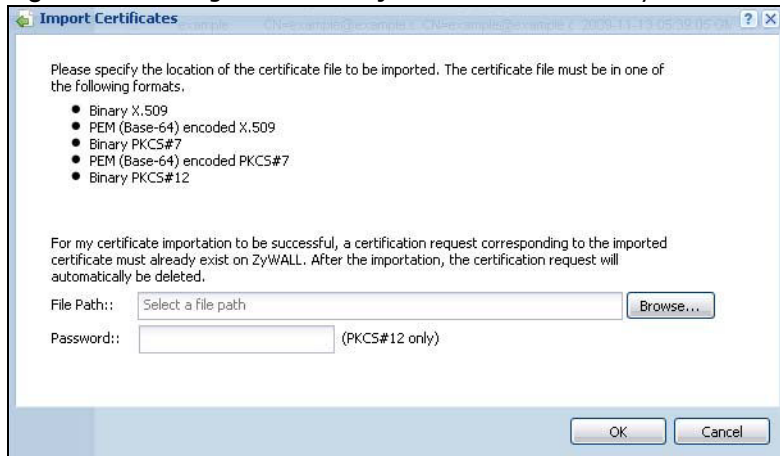 Import Certificates
Please specify the location of the certificate file to be imported. The certificate file must be in one of
the following formats.
Binary X.509
PEM (Base-64) encoded X.509
Binary PKCS#7
PEM (Base-64) encoded PKCS#7
Binary PKCS#12
For my certificate importation to be successful, a certification request corresponding to the imported
certificate must already exist on ZyWALL. After the importation, the certification request will
automatically be deleted.
File Path:: Select a file path Browse...
Password:: (PKCS#12 only)
OK Cancel